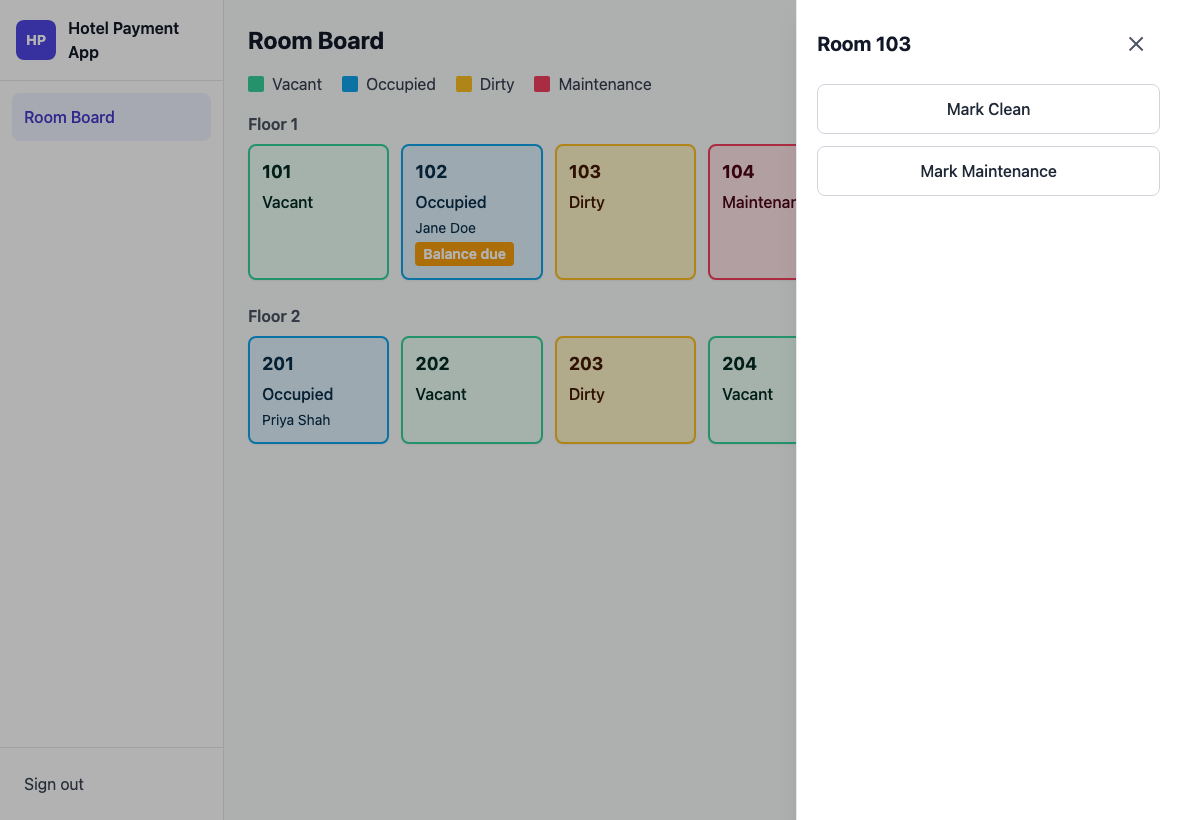 HP
Hotel Payment
App
Room Board
Sign out
Room Board
Vacant
Occupied
Dirty
Maintenance
Floor 1
101
Vacant
102
Occupied
Jane Doe
Balance due
103
Dirty
104
Maintenan
Floor 2
201
Occupied
Priya Shah
202
Vacant
203
Dirty
204
Vacant
Room 103
Mark Clean
Mark Maintenance